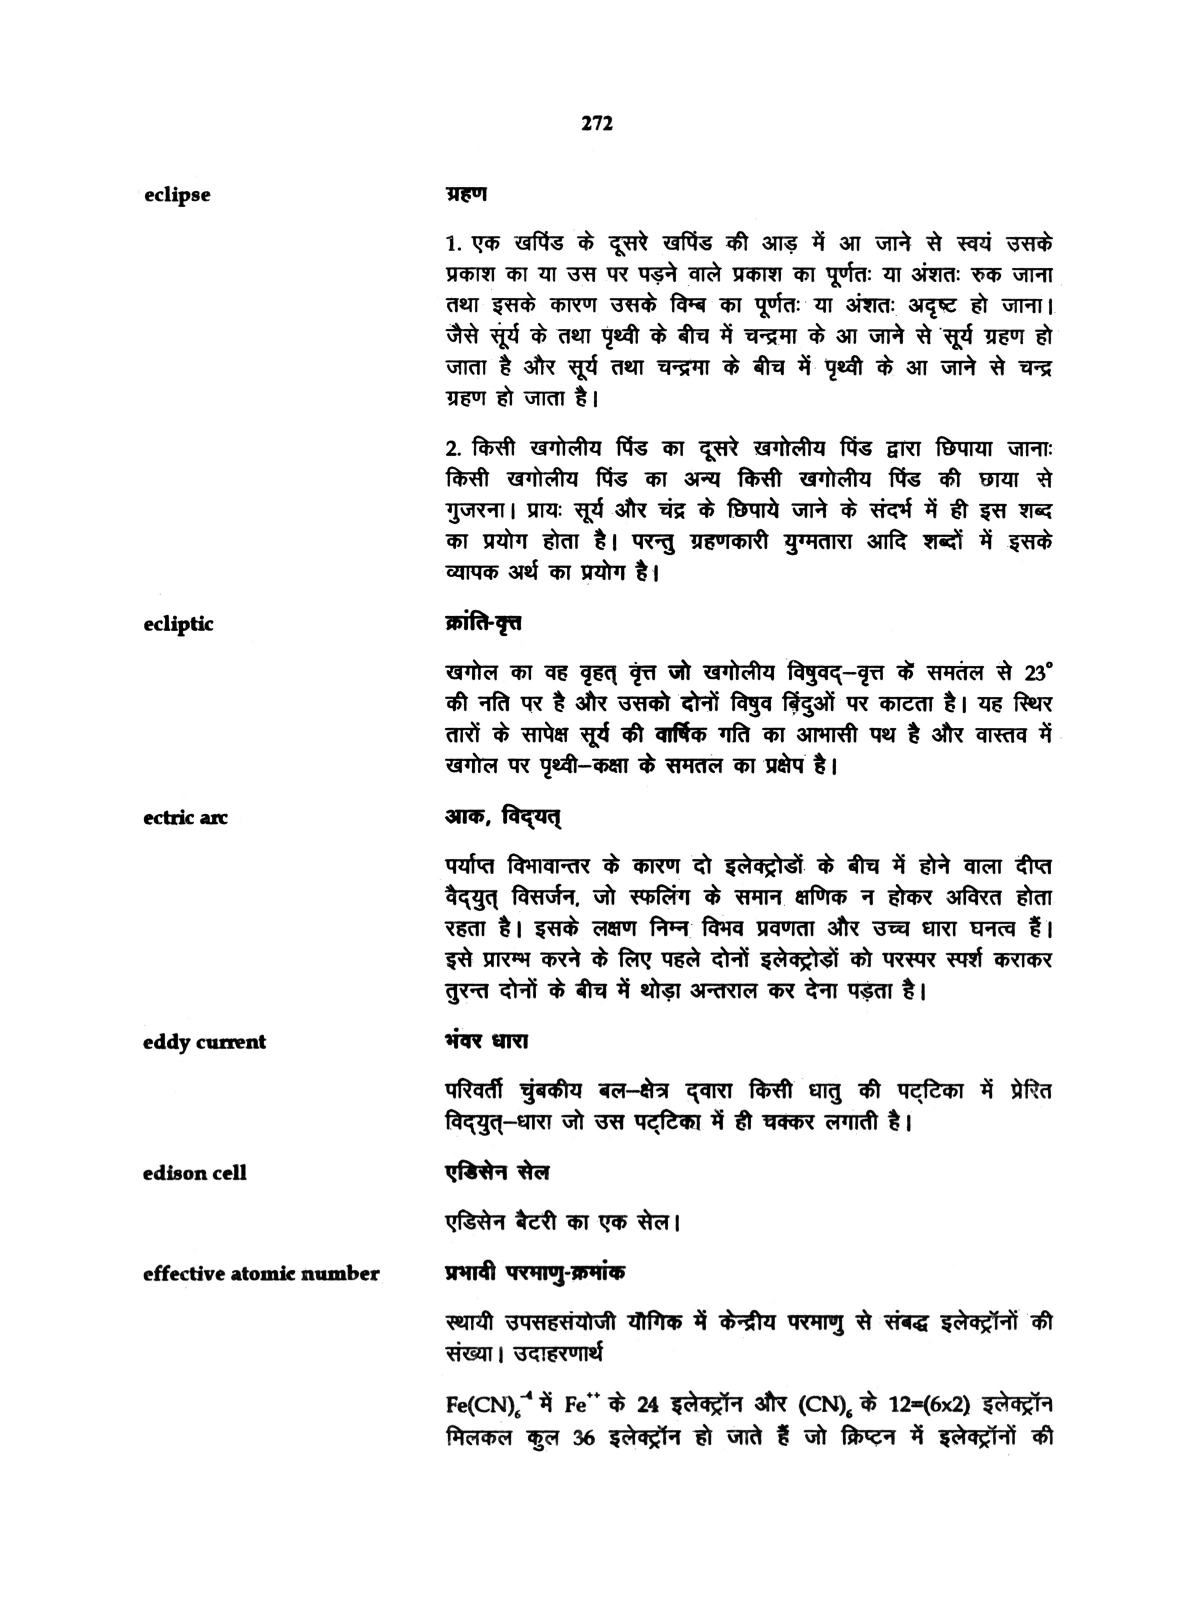 272
eclipse ग्रहण
1. एक खपिंड के दूसरे खपिंड की आड़ में आ जाने से स्वयं उसके
प्रकाश का या उस पर पड़ने वाले प्रकाश का पूर्णतः या अंशतः रुक जाना
तथा इसके कारण उसके विम्ब का पूर्णतः या अंशतः अदृष्ट हो जाना।
जैसे सूर्य के तथा पृथ्वी के बीच में चन्द्रमा के आ जाने से सूर्य ग्रहण हो
जाता है और सूर्य तथा चन्द्रमा के बीच में पृथ्वी के आ जाने से चन्द्र
ग्रहण हो जाता है।
2. किसी खगोलीय पिंड का दूसरे खगोलीय पिंड द्वारा छिपाया जानाः
किसी खगोलीय पिंड का अन्य किसी खगोलीय पिंड की छाया से
गुजरना। प्रायः सूर्य और चंद्र के छिपाये जाने के संदर्भ में ही इस शब्द
का प्रयोग होता है। परन्तु ग्रहणकारी युग्मतारा आदि शब्दों में इसके
व्यापक अर्थ का प्रयोग है।
ecliptic क्रांति-वृत्त
खगोल का वह वृहत् वृंत्त जो खगोलीय विषुवद्–वृत्त के समतंल से 23°
की नति पर है और उसको दोनों विषुव बिंदुओं पर काटता है। यह स्थिर
तारों के सापेक्ष सूर्य की वार्षिक गति का आभासी पथ है और वास्तव में
खगोल पर पृथ्वी–कक्षा के समतल का प्रक्षेप है।
ectric arc आक, विद्यत्
पर्याप्त विभावान्तर के कारण दो इलेक्ट्रोडों के बीच में होने वाला दीप्त
वैद्युत् विसर्जन, जो स्फलिंग के समान क्षणिक न होकर अविरत होता
रहता है। इसके लक्षण निम्न विभव प्रवणता और उच्च धारा घनत्व हैं।
इसे प्रारम्भ करने के लिए पहले दोनों इलेक्ट्रोडों को परस्पर स्पर्श कराकर
तुरन्त दोनों के बीच में थोड़ा अन्तराल कर देना पड़ता है।
eddy current भंवर धारा
परिवर्ती चुंबकीय बल–क्षेत्र द्वारा किसी धातु की पट्टिका में प्रेरित
विद्युत्–धारा जो उस पट्टिका में ही चक्कर लगाती है।
edison cell एडिसेन सेल
एडिसेन बैटरी का एक सेल।
effective atomic number प्रभावी परमाणु-क्रमांक
स्थायी उपसहसंयोजी यौगिक में केन्द्रीय परमाणु से संबद्ध इलेक्ट्रॉनों की
संख्या। उदाहरणार्थ
Fe(CN)₆⁻⁴ में Fe⁺⁺ के 24 इलेक्ट्रॉन और (CN)₆ के 12=(6x2) इलेक्ट्रॉन
मिलकल कुल 36 इलेक्ट्रॉन हो जाते हैं जो क्रिप्टन में इलेक्ट्रॉनों की